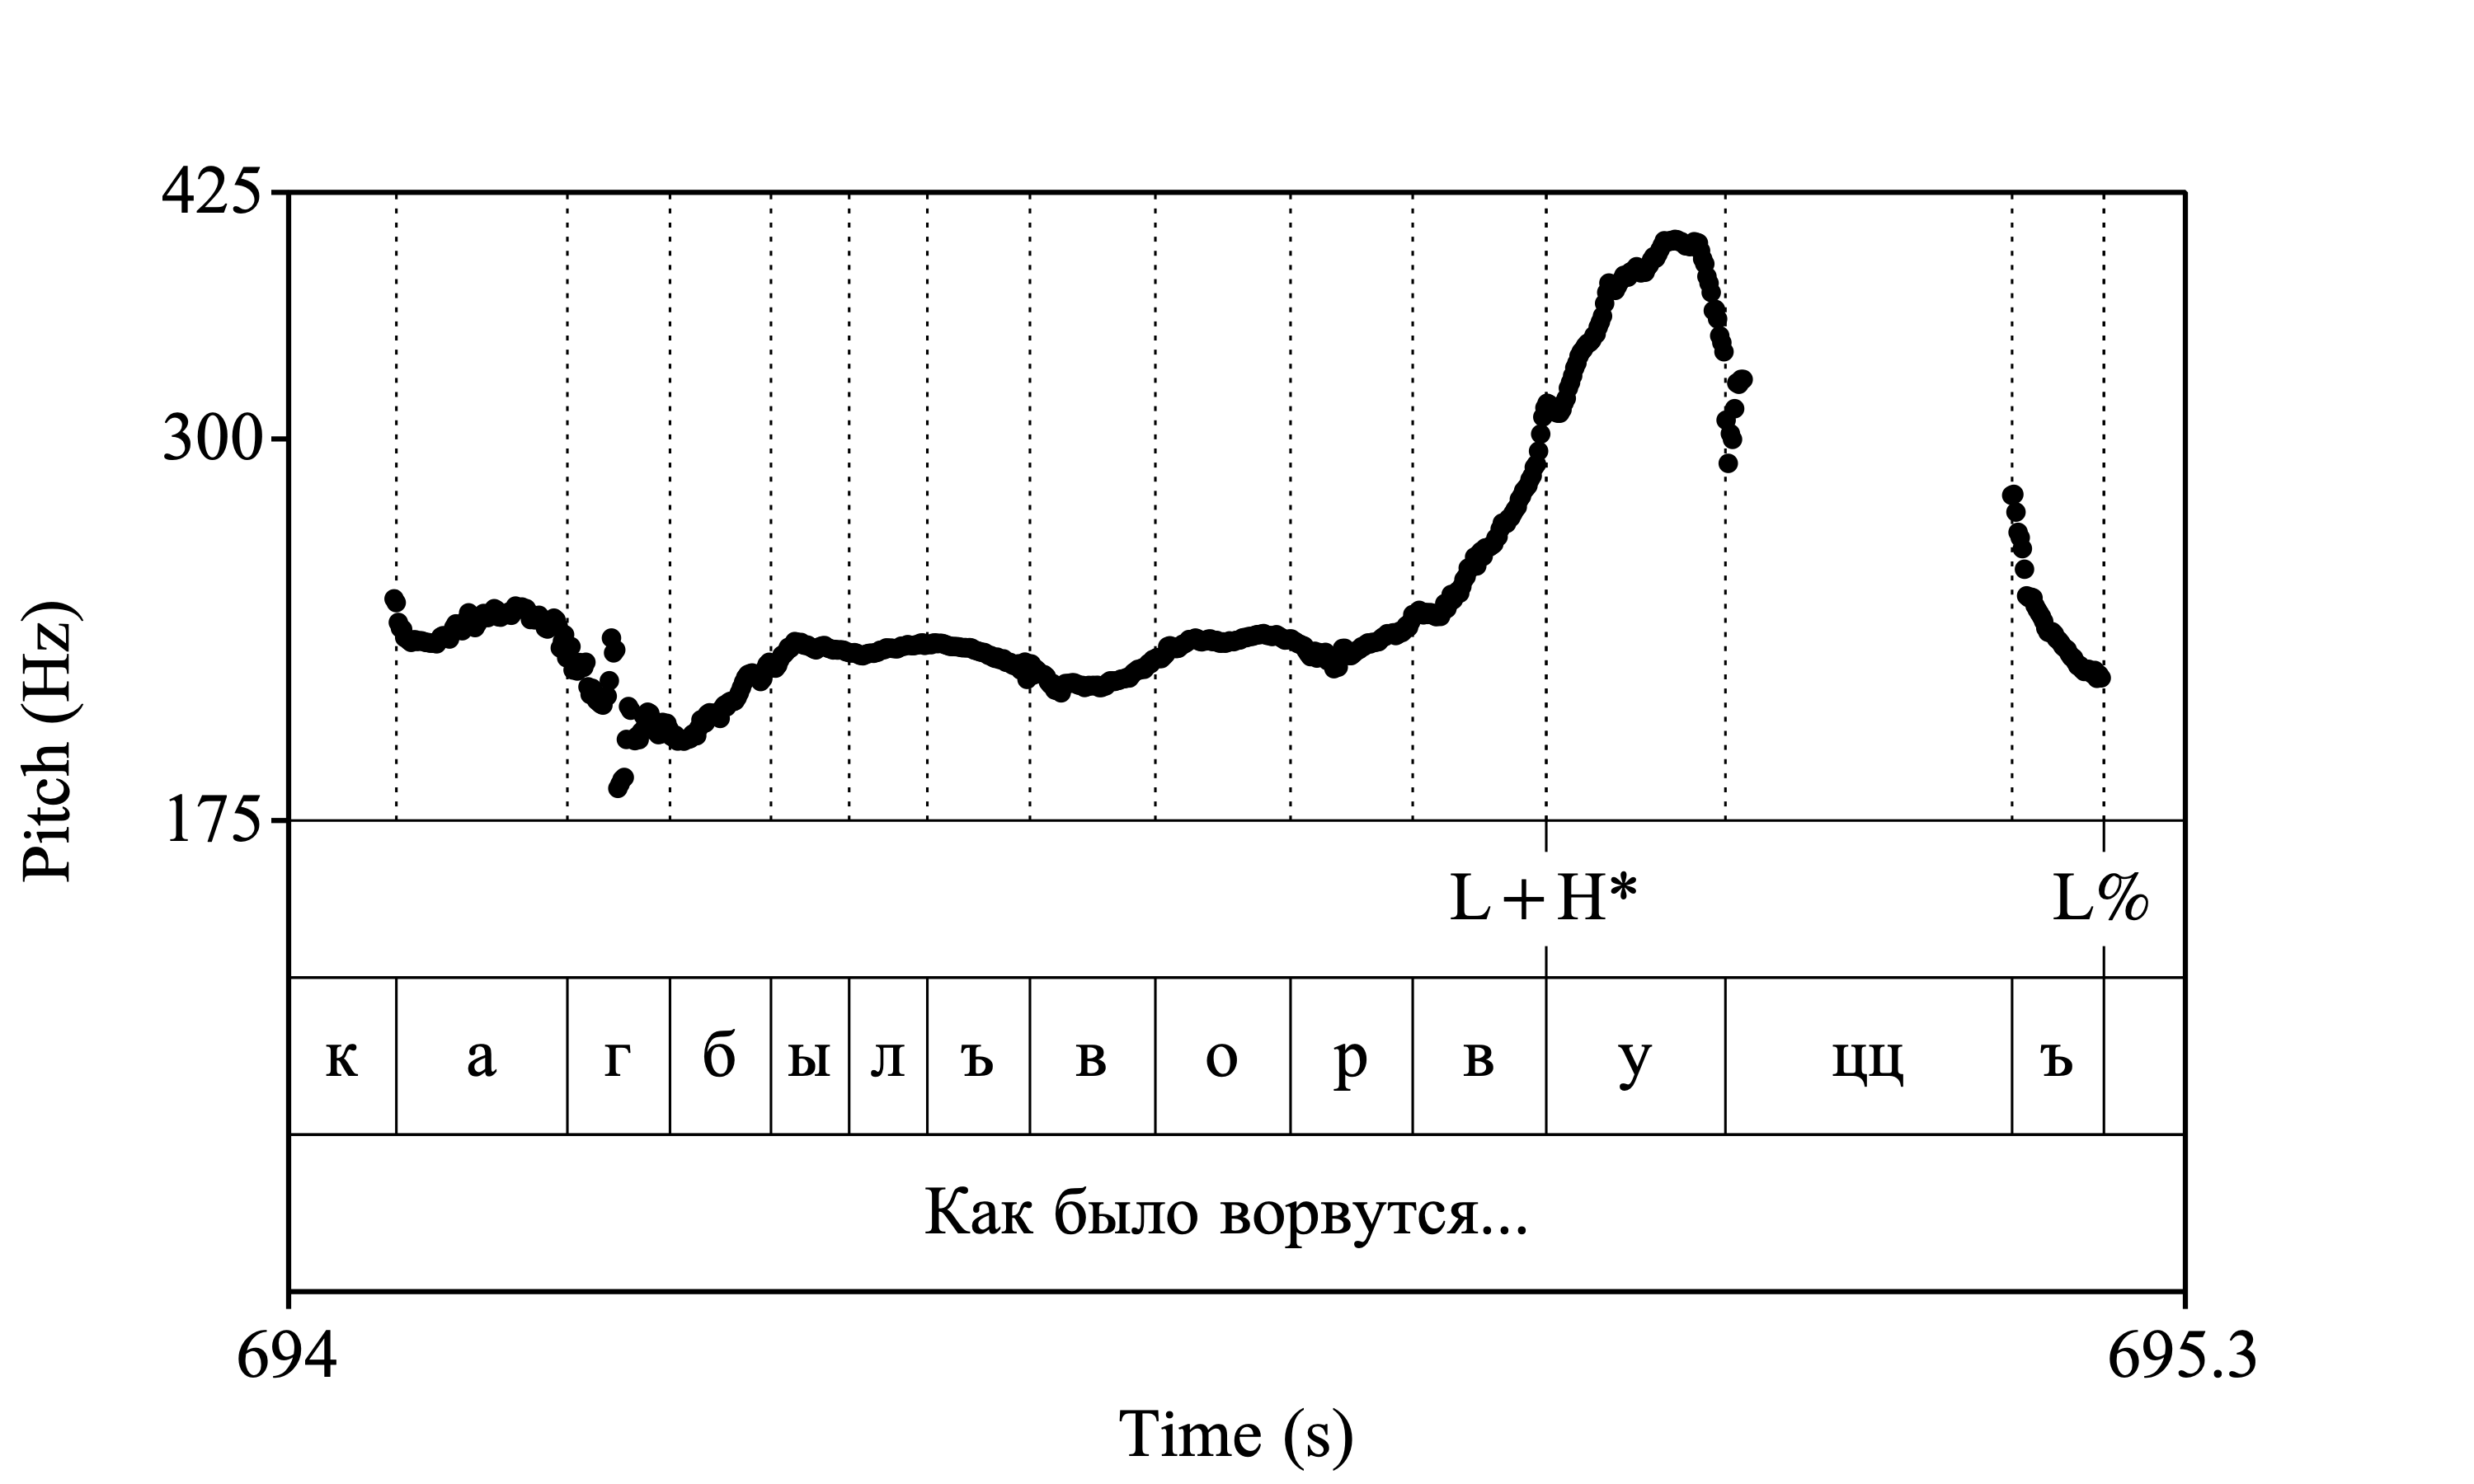 425
300
175
Pitch (Hz)
L+H* L%
к а г б ы л ъ в о р в у цц ъ
Как было ворвутся...
694 695.3
Time (s)